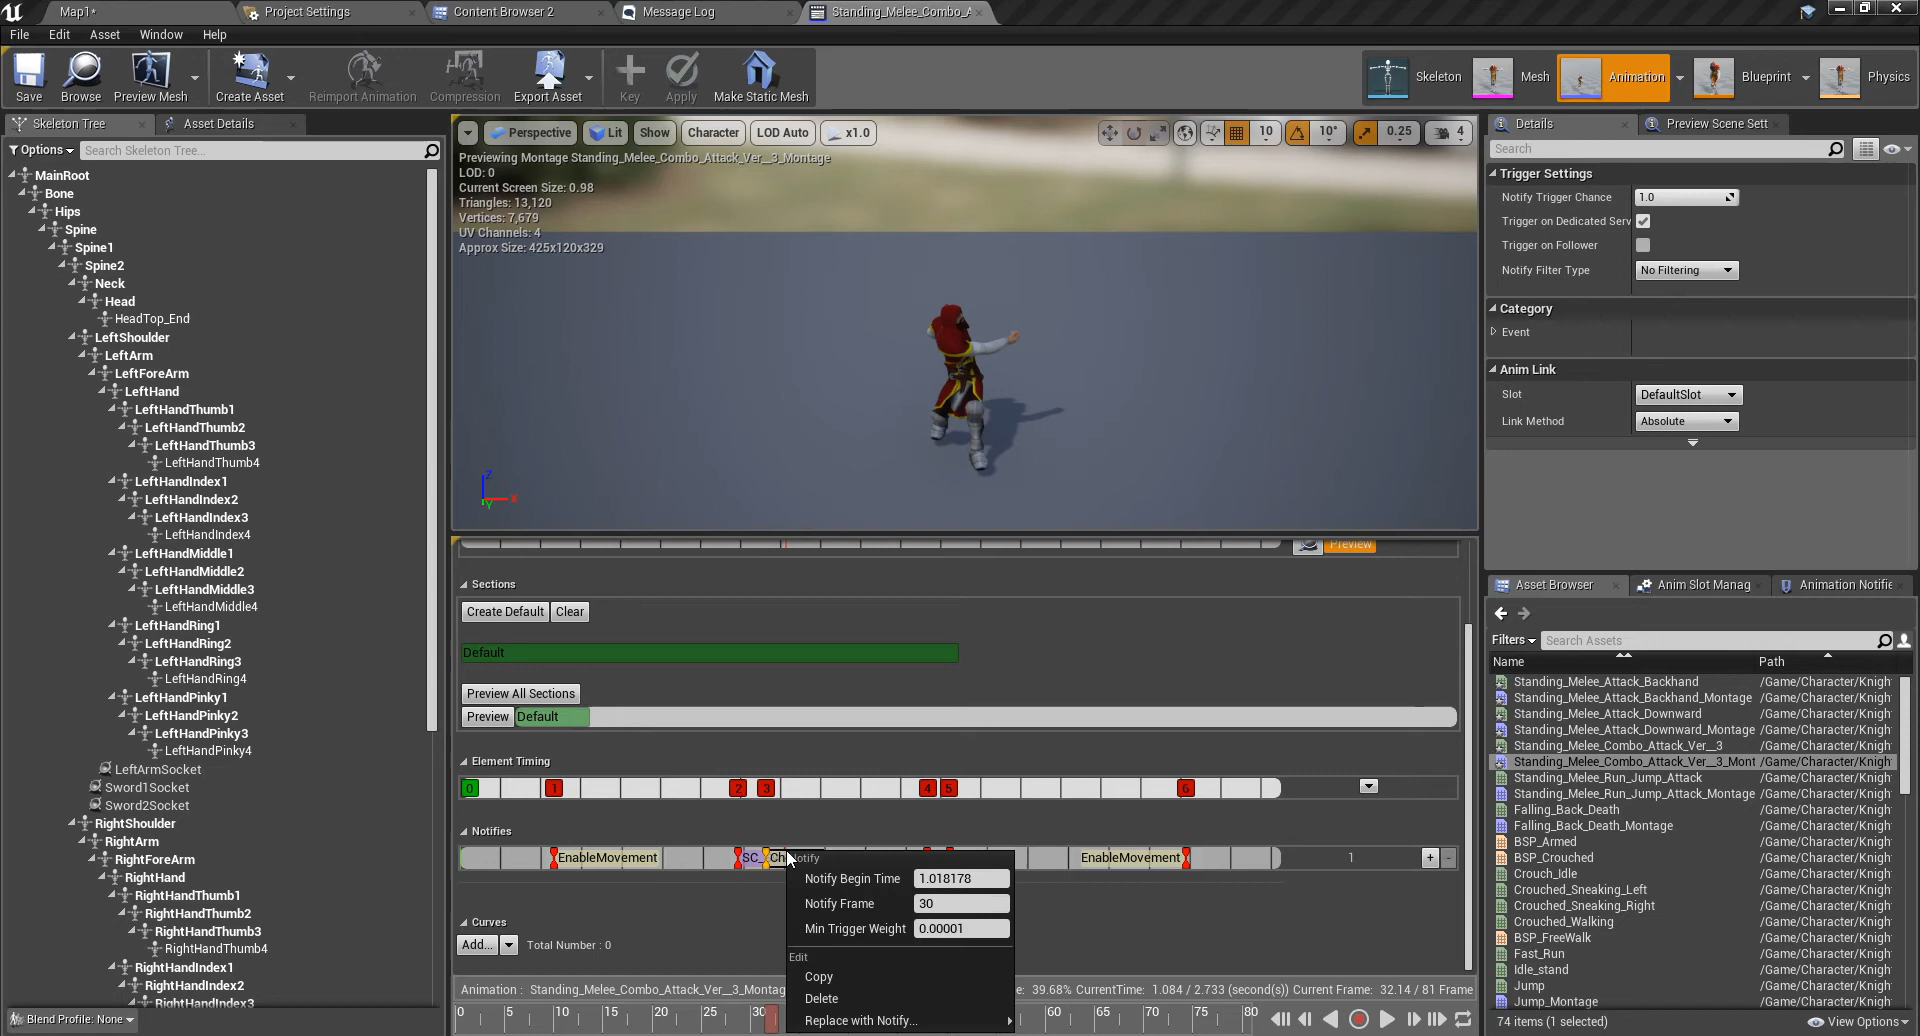 Map1*
Project Settings
Content Browser 2
Message Log
Standing_Melee_Combo_A
File Edit Asset Window Help
Save Browse Preview Mesh Create Asset Reimport Animation Compression Export Asset Key Apply Make Static Mesh
Skeleton Mesh Animation Blueprint Physics
Skeleton Tree Asset Details
Options Search Skeleton Tree...
MainRoot
Bone
Hips
Spine
Spine1
Spine2
Neck
Head
HeadTop_End
LeftShoulder
LeftArm
LeftForeArm
LeftHand
LeftHandThumb1
LeftHandThumb2
LeftHandThumb3
LeftHandThumb4
LeftHandIndex1
LeftHandIndex2
LeftHandIndex3
LeftHandIndex4
LeftHandMiddle1
LeftHandMiddle2
LeftHandMiddle3
LeftHandMiddle4
LeftHandRing1
LeftHandRing2
LeftHandRing3
LeftHandRing4
LeftHandPinky1
LeftHandPinky2
LeftHandPinky3
LeftHandPinky4
LeftArmSocket
Sword1Socket
Sword2Socket
RightShoulder
RightArm
RightForeArm
RightHand
RightHandThumb1
RightHandThumb2
RightHandThumb3
RightHandThumb4
RightHandIndex1
RightHandIndex2
RightHandIndex3
Blend Profile: None
Perspective Lit Show Character LOD Auto x1.0 10 10° 0.25 4
Previewing Montage Standing_Melee_Combo_Attack_Ver__3_Montage
LOD: 0
Current Screen Size: 0.98
Triangles: 13,120
Vertices: 7,679
UV Channels: 4
Approx Size: 425x120x329
Z
X
Y
Preview
Sections
Create Default Clear
Default
Preview All Sections
Preview Default
Element Timing
0 1 2 3 4 5 6
Notifies
EnableMovement SC_ Ch EnableMovement 1 + -
Notify
Notify Begin Time 1.018178
Notify Frame 30
Min Trigger Weight 0.00001
Edit
Copy
Delete
Replace with Notify...
Curves
Add... Total Number : 0
Animation : Standing_Melee_Combo_Attack_Ver__3_Montag
e: 39.68% CurrentTime: 1.084 / 2.733 (second(s)) Current Frame: 32.14 / 81 Frame
0 5 10 15 20 25 30 60 65 70 75 80
Details Preview Scene Sett
Search
Trigger Settings
Notify Trigger Chance 1.0
Trigger on Dedicated Serv
Trigger on Follower
Notify Filter Type No Filtering
Category
Event
Anim Link
Slot DefaultSlot
Link Method Absolute
Asset Browser Anim Slot Manag Animation Notifie
Filters Search Assets
Name Path
Standing_Melee_Attack_Backhand /Game/Character/Knigh
Standing_Melee_Attack_Backhand_Montage /Game/Character/Knigh
Standing_Melee_Attack_Downward /Game/Character/Knigh
Standing_Melee_Attack_Downward_Montage /Game/Character/Knigh
Standing_Melee_Combo_Attack_Ver__3 /Game/Character/Knigh
Standing_Melee_Combo_Attack_Ver__3_Mont /Game/Character/Knigh
Standing_Melee_Run_Jump_Attack /Game/Character/Knigh
Standing_Melee_Run_Jump_Attack_Montage /Game/Character/Knigh
Falling_Back_Death /Game/Character/Knigh
Falling_Back_Death_Montage /Game/Character/Knigh
BSP_Armed /Game/Character/Knigh
BSP_Crouched /Game/Character/Knigh
Crouch_Idle /Game/Character/Knigh
Crouched_Sneaking_Left /Game/Character/Knigh
Crouched_Sneaking_Right /Game/Character/Knigh
Crouched_Walking /Game/Character/Knigh
BSP_FreeWalk /Game/Character/Knigh
Fast_Run /Game/Character/Knigh
Idle_stand /Game/Character/Knigh
Jump /Game/Character/Knigh
Jump_Montage /Game/Character/Knigh
74 items (1 selected) View Options